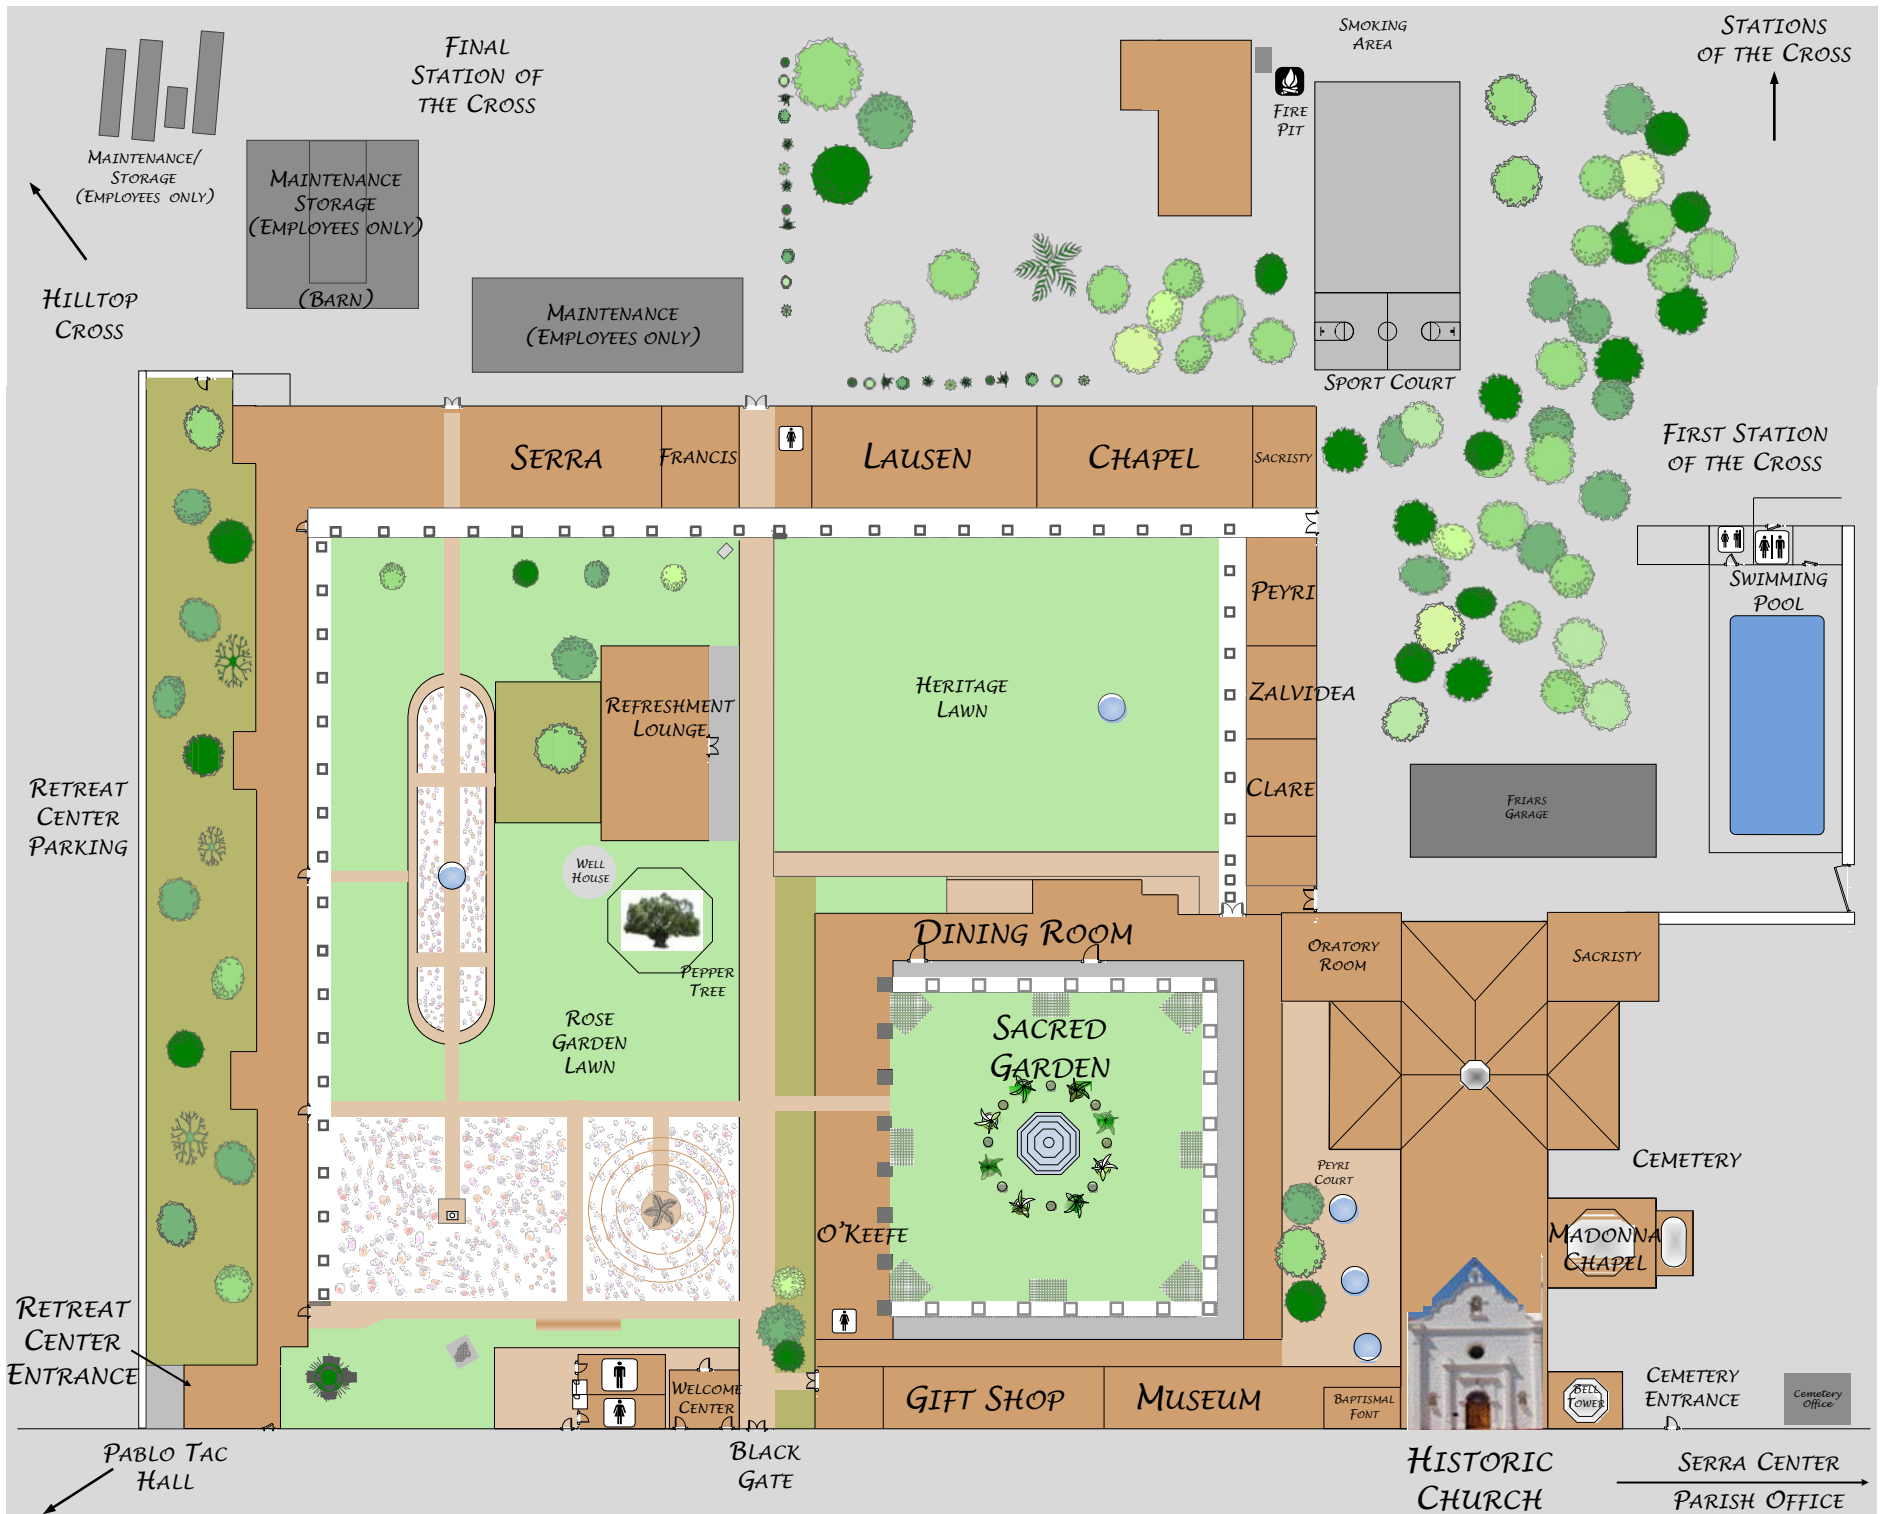 Final
Station of
the Cross
Smoking
Area
Stations
of the Cross
Fire
Pit
Maintenance/
Storage
(Employees only)
Maintenance
Storage
(Employees only)
(Barn)
Hilltop
Cross
Maintenance
(Employees only)
Sport Court
First Station
of the Cross
Serra
Francis
Lausen
Chapel
Sacristy
Swimming
Pool
Peyri
Zalvidea
Clare
Heritage
Lawn
Refreshment
Lounge
Friars
Garage
Retreat
Center
Parking
Well
House
Pepper
Tree
Rose
Garden
Lawn
Dining Room
Oratory
Room
Sacristy
Sacred
Garden
Cemetery
Peyri
Court
O'Keefe
Madonna
Chapel
Retreat
Center
Entrance
Welcome
Center
Gift Shop
Museum
Baptismal
Font
Bell
Tower
Cemetery
Entrance
Cemetery
Office
Pablo Tac
Hall
Black
Gate
Historic
Church
Serra Center
Parish Office